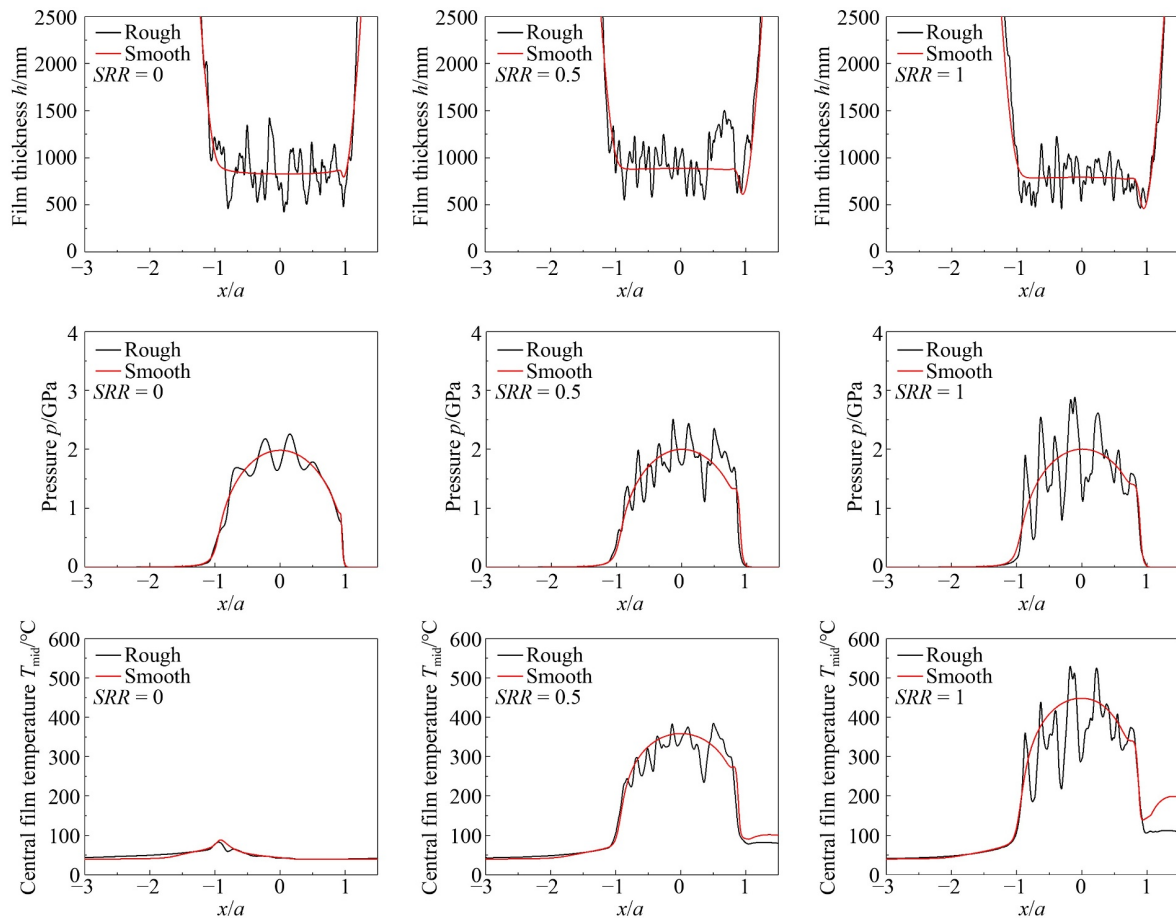 2500
2000
1500
1000
500
0
Film thickness h/mm
Rough
Smooth
SRR = 0
−3 −2 −1 0 1
x/a
2500
2000
1500
1000
500
0
Film thickness h/mm
Rough
Smooth
SRR = 0.5
−3 −2 −1 0 1
x/a
2500
2000
1500
1000
500
0
Film thickness h/mm
Rough
Smooth
SRR = 1
−3 −2 −1 0 1
x/a
4
3
2
1
0
Pressure p/GPa
Rough
Smooth
SRR = 0
−3 −2 −1 0 1
x/a
4
3
2
1
0
Pressure p/GPa
Rough
Smooth
SRR = 0.5
−3 −2 −1 0 1
x/a
4
3
2
1
0
Pressure p/GPa
Rough
Smooth
SRR = 1
−3 −2 −1 0 1
x/a
600
500
400
300
200
100
0
Central film temperature Tmid/°C
Rough
Smooth
SRR = 0
−3 −2 −1 0 1
x/a
600
500
400
300
200
100
0
Central film temperature Tmid/°C
Rough
Smooth
SRR = 0.5
−3 −2 −1 0 1
x/a
600
500
400
300
200
100
0
Central film temperature Tmid/°C
Rough
Smooth
SRR = 1
−3 −2 −1 0 1
x/a